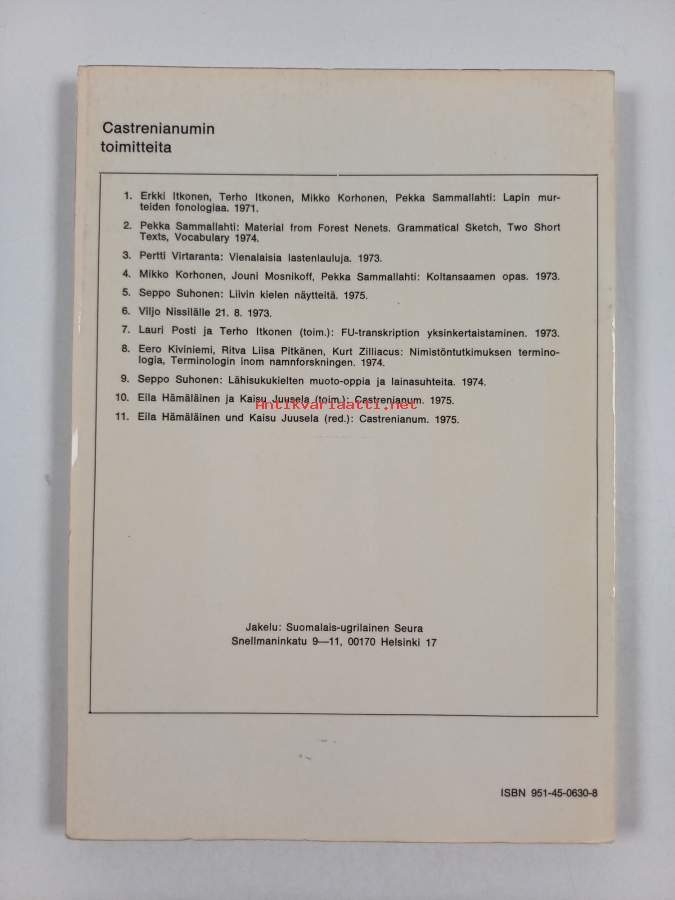 Castrenianumin
toimitteita
1. Erkki Itkonen, Terho Itkonen, Mikko Korhonen, Pekka Sammallahti: Lapin mur-
teiden fonologiaa. 1971.
2. Pekka Sammallahti: Material from Forest Nenets. Grammatical Sketch, Two Short
Texts, Vocabulary 1974.
3. Pertti Virtaranta: Vienalaisia lastenlauluja. 1973.
4. Mikko Korhonen, Jouni Mosnikoff, Pekka Sammallahti: Koltansaamen opas. 1973.
5. Seppo Suhonen: Liivin kielen näytteitä. 1975.
6. Viljo Nissilälle 21. 8. 1973.
7. Lauri Posti ja Terho Itkonen (toim.): FU-transkription yksinkertaistaminen. 1973.
8. Eero Kiviniemi, Ritva Liisa Pitkänen, Kurt Zilliacus: Nimistöntutkimuksen termino-
logia, Terminologin inom namnforskningen. 1974.
9. Seppo Suhonen: Lähisukukielten muoto-oppia ja lainasuhteita. 1974.
10. Eila Hämäläinen ja Kaisu Juusela (toim.): Castrenianum. 1975.
Antikvariaatti.net
11. Eila Hämäläinen und Kaisu Juusela (red.): Castrenianum. 1975.
Jakelu: Suomalais-ugrilainen Seura
Snellmaninkatu 9—11, 00170 Helsinki 17
ISBN 951-45-0630-8